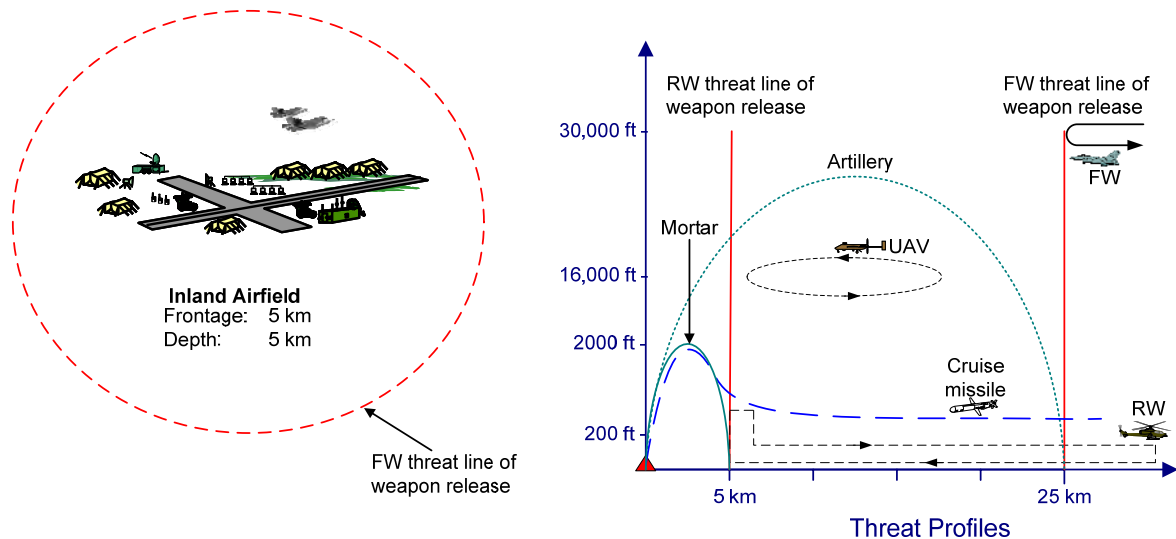 Inland Airfield
Frontage: 5 km
Depth: 5 km
FW threat line of
weapon release
RW threat line of
weapon release
FW threat line of
weapon release
30,000 ft
Artillery
FW
Mortar
UAV
16,000 ft
2000 ft
Cruise
missile
RW
200 ft
5 km
25 km
Threat Profiles